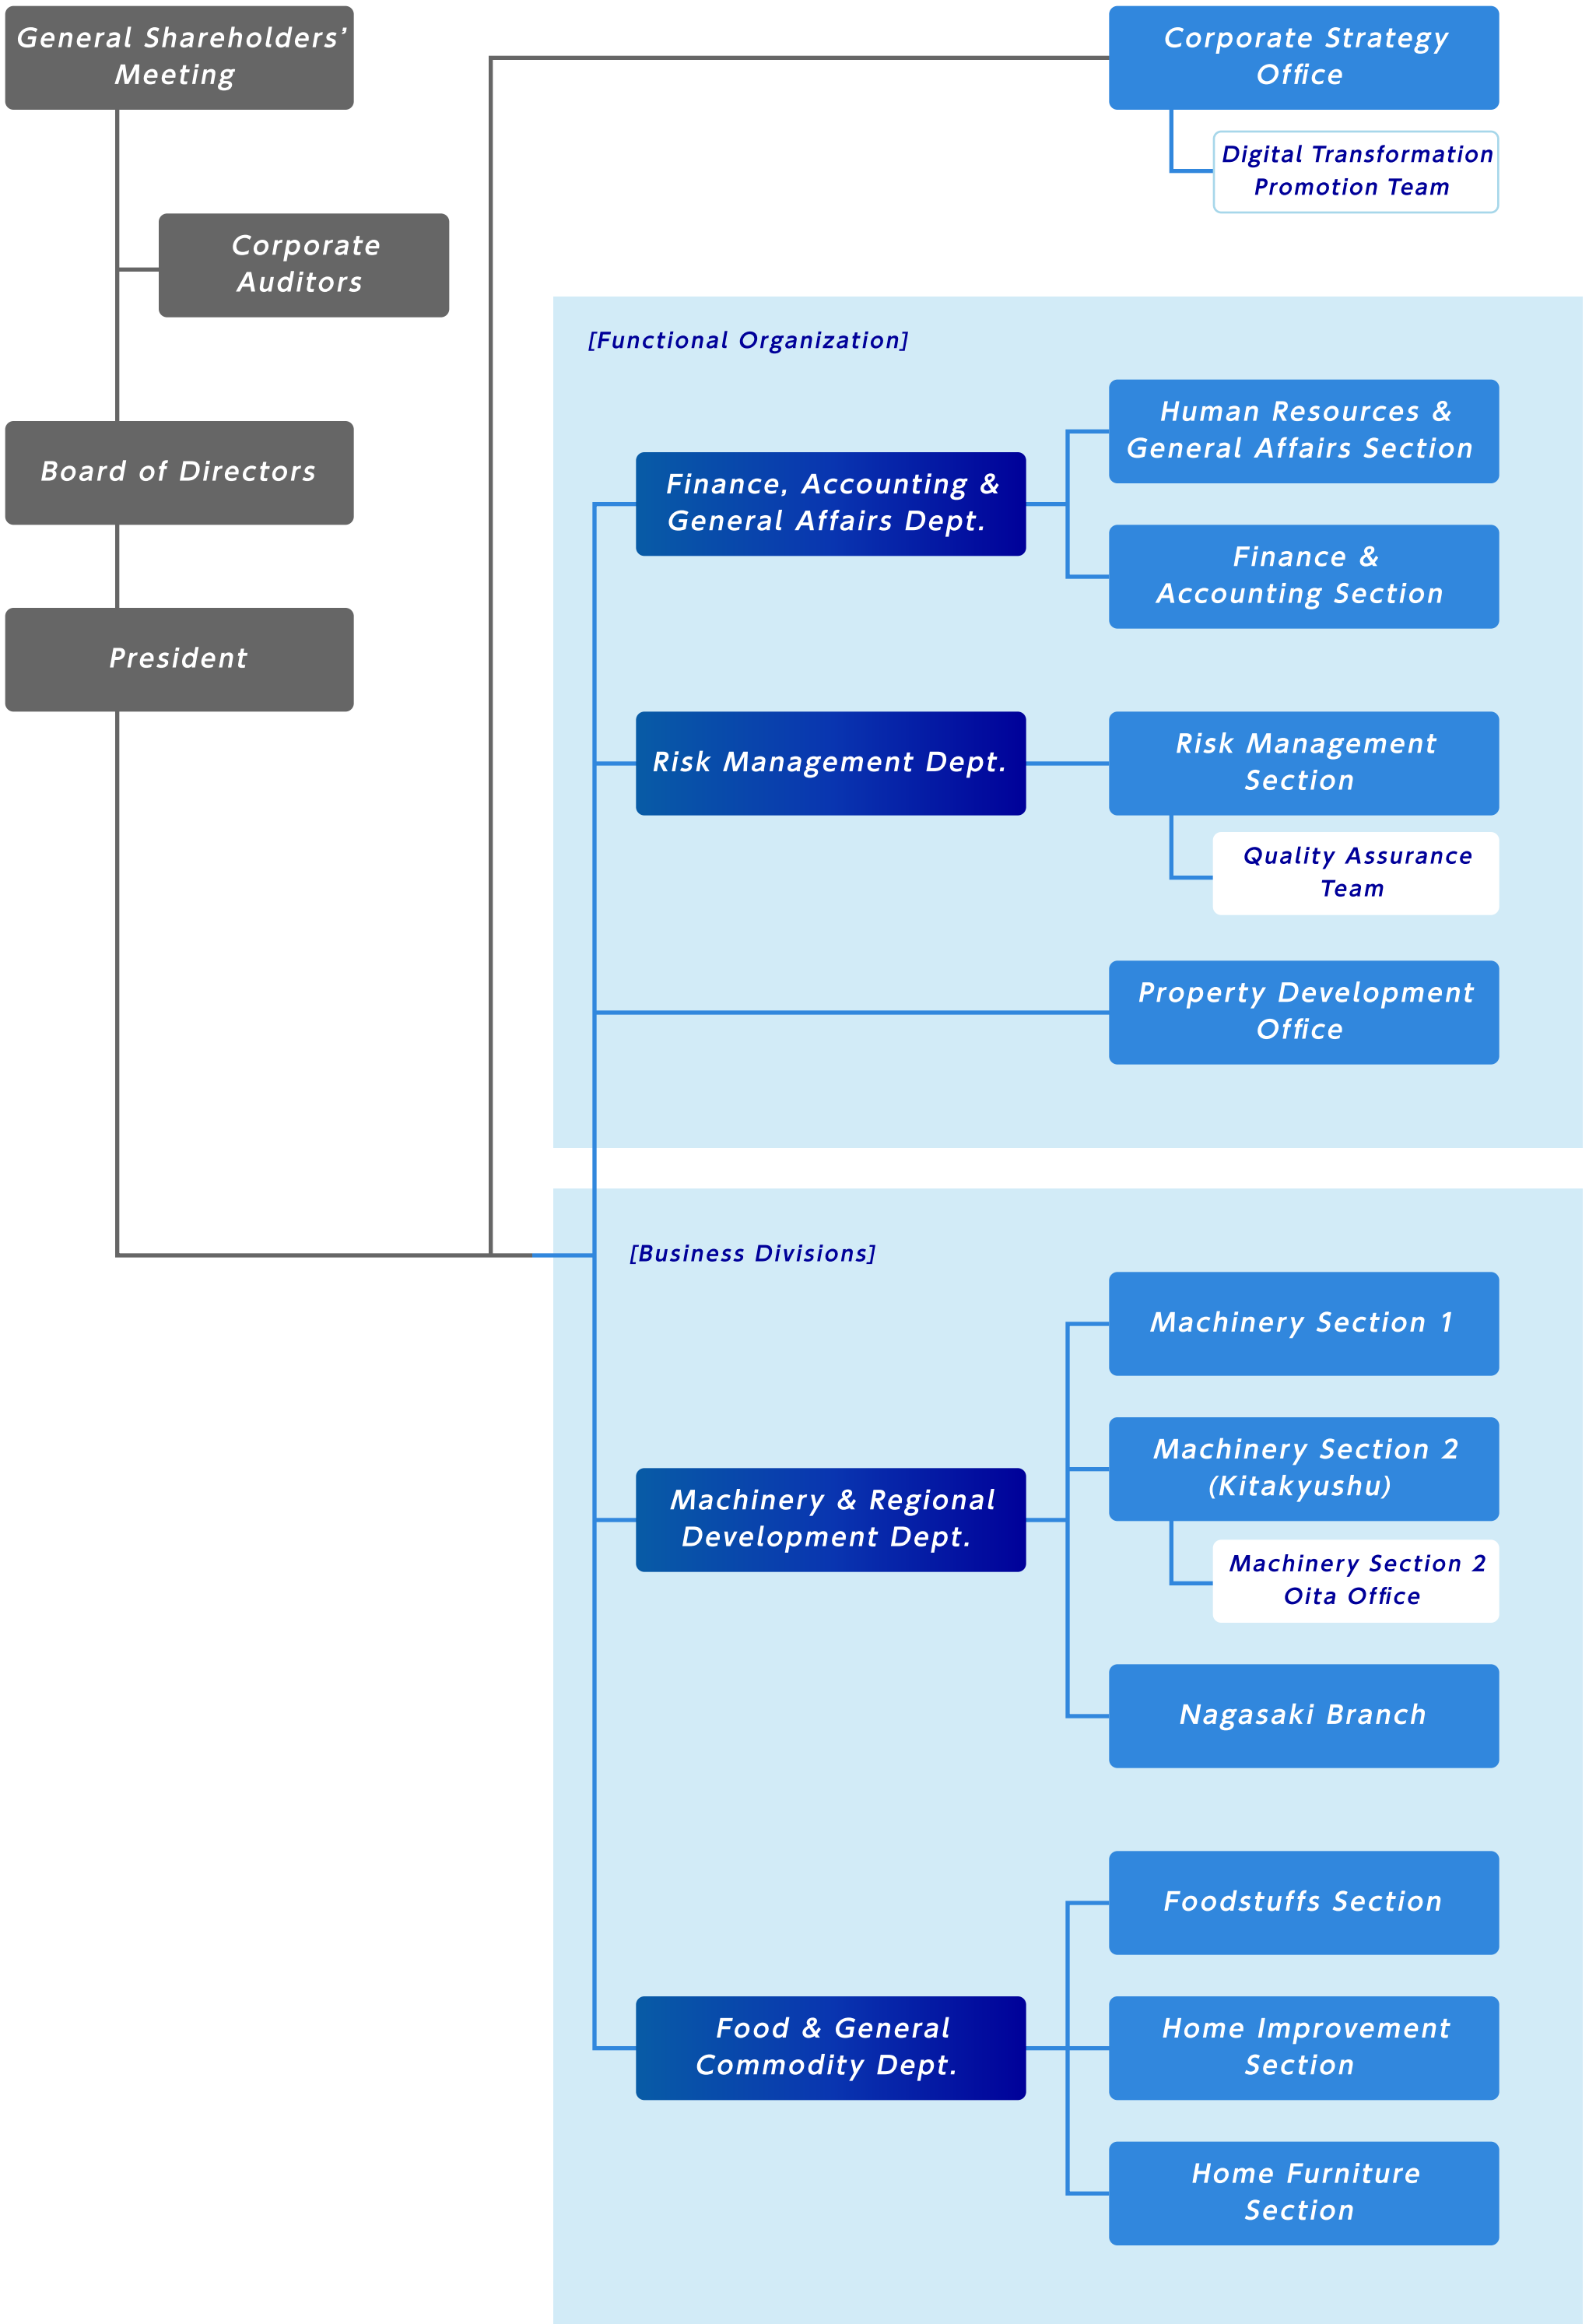 General Shareholders’
Meeting
Corporate
Auditors
Board of Directors
President
Corporate Strategy
Office
Digital Transformation
Promotion Team
[Functional Organization]
Finance, Accounting &
General Affairs Dept.
Human Resources &
General Affairs Section
Finance &
Accounting Section
Risk Management Dept.
Risk Management
Section
Quality Assurance
Team
Property Development
Office
[Business Divisions]
Machinery & Regional
Development Dept.
Machinery Section 1
Machinery Section 2
(Kitakyushu)
Machinery Section 2
Oita Office
Nagasaki Branch
Food & General
Commodity Dept.
Foodstuffs Section
Home Improvement
Section
Home Furniture
Section